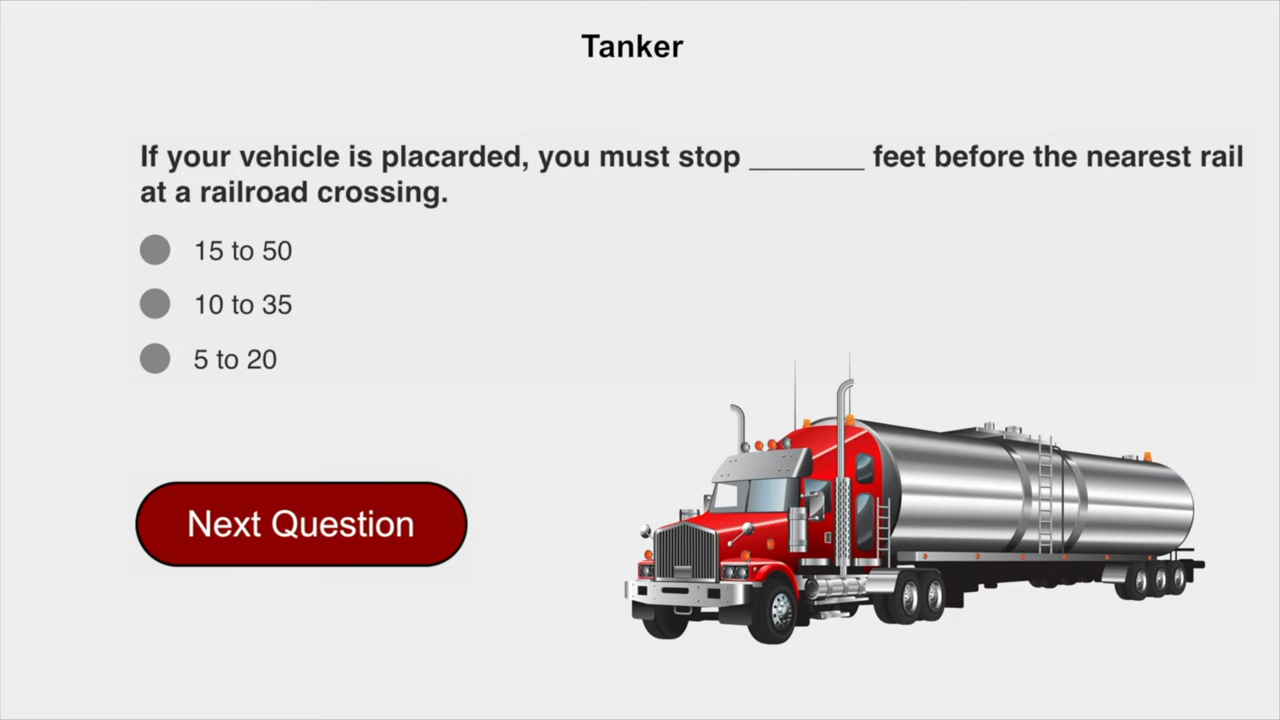 Tanker
If your vehicle is placarded, you must stop ________ feet before the nearest rail
at a railroad crossing.
15 to 50
10 to 35
5 to 20
Next Question